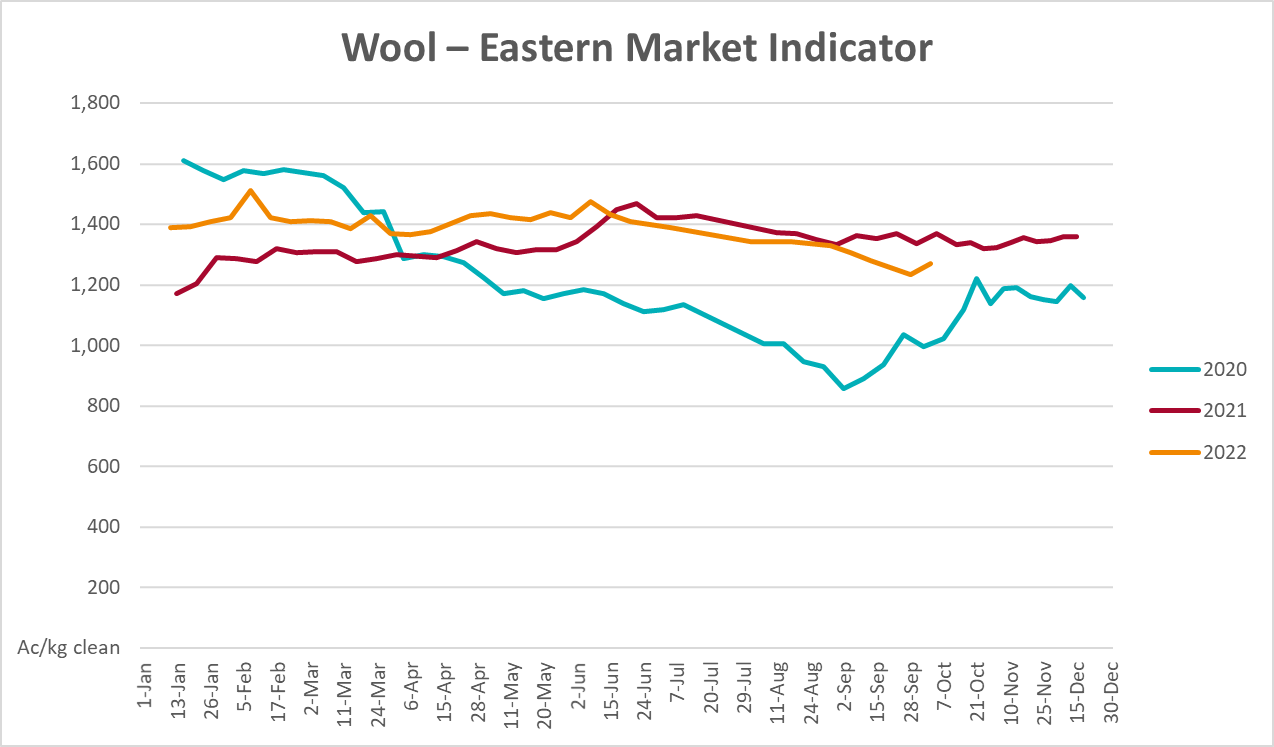 Wool – Eastern Market Indicator
1,800
1,600
1,400
1,200
1,000
800
600
400
200
Ac/kg clean
1-Jan
13-Jan
26-Jan
5-Feb
17-Feb
2-Mar
11-Mar
24-Mar
6-Apr
15-Apr
28-Apr
11-May
20-May
2-Jun
15-Jun
24-Jun
7-Jul
20-Jul
29-Jul
11-Aug
24-Aug
2-Sep
15-Sep
28-Sep
7-Oct
21-Oct
10-Nov
25-Nov
15-Dec
30-Dec
2020
2021
2022